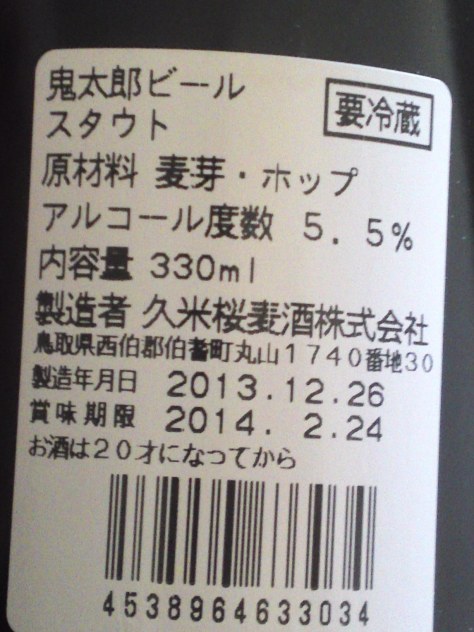 鬼太郎ビール
スタウト
要冷蔵
原材料 麦芽・ホップ
アルコール度数 5.5%
内容量 330ml
製造者 久米桜麦酒株式会社
鳥取県西伯郡伯耆町丸山1740番地30
製造年月日 2013.12.26
賞味期限 2014. 2.24
お酒は20才になってから
4538964633034